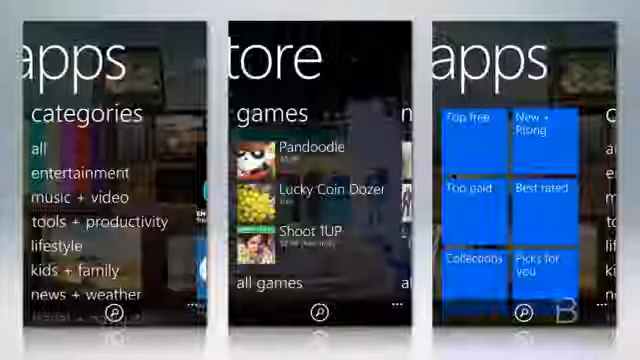 apps
categories
all
entertainment
music + video
tools + productivity
lifestyle
kids + family
news + weather
tore
games
Pandoodle
Lucky Coin Dozer
Shoot 1UP
all games
apps
Top free
New +
Rising
Top paid
Best rated
Collections
Picks for
you